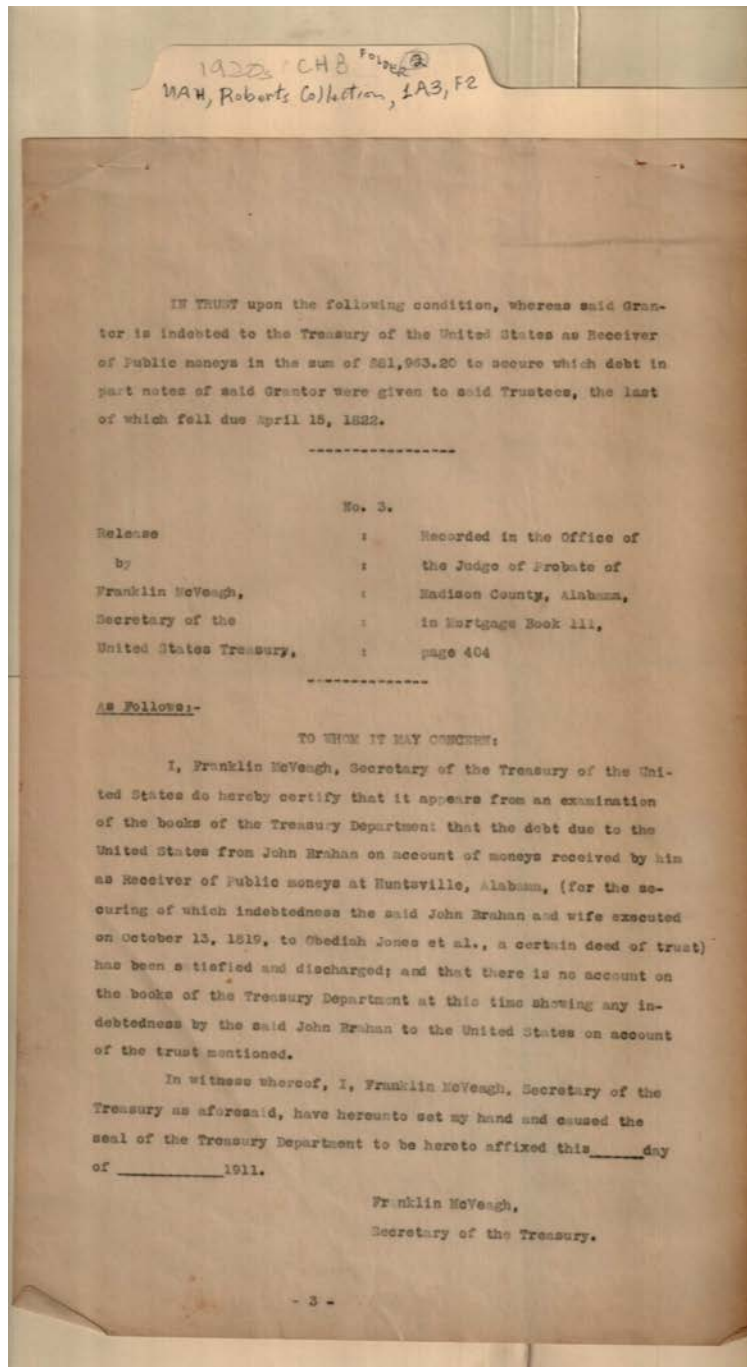 1920s CH8 FOLDER 2
UAH, Roberts Collection, 1A3, F2
IN TRUST upon the following condition, whereas said Gran-
tor is indebted to the Treasury of the United States as Receiver
of Public moneys in the sum of $81,963.20 to secure which debt in
part notes of said Grantor were given to said Trustees, the last
of which fell due April 15, 1822.
-----------------
No. 3.
Release : Recorded in the Office of
by : the Judge of Probate of
Franklin McVeagh, : Madison County, Alabama,
Secretary of the : in Mortgage Book 111,
United States Treasury, : page 404
--------------
As Follows:-
TO WHOM IT MAY CONCERN:
I, Franklin McVeagh, Secretary of the Treasury of the Uni-
ted States do hereby certify that it appears from an examination
of the books of the Treasury Department that the debt due to the
United States from John Brahan on account of moneys received by him
as Receiver of Public moneys at Huntsville, Alabama, (for the se-
curing of which indebtedness the said John Brahan and wife executed
on October 13, 1819, to Obediah Jones et al., a certain deed of trust)
has been satisfied and discharged; and that there is no account on
the books of the Treasury Department at this time showing any in-
debtedness by the said John Brahan to the United States on account
of the trust mentioned.
In witness whereof, I, Franklin McVeagh, Secretary of the
Treasury as aforesaid, have hereunto set my hand and caused the
seal of the Treasury Department to be hereto affixed this_____day
of __________1911.
Franklin McVeagh,
Secretary of the Treasury.
- 3 -